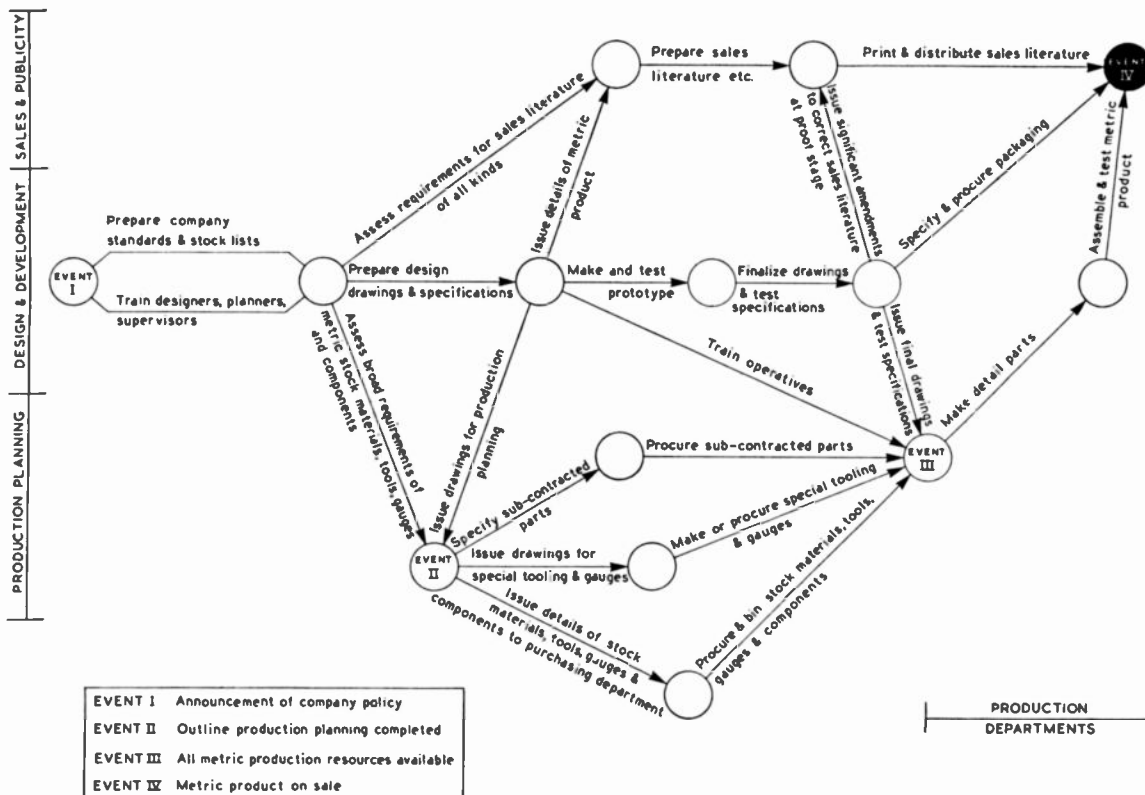 SALES & PUBLICITY
DESIGN & DEVELOPMENT
PRODUCTION PLANNING
EVENT
I
Prepare company
standards & stock lists
Train designers, planners,
supervisors
Assess requirements for sales literature
of all kinds
Prepare design
drawings & specifications
Assess broad requirements of
metric stock materials, tools, gauges
and components
Issue details of metric
product
Prepare sales
literature etc.
Print & distribute sales literature
EVENT
IV
Make and test
prototype
Finalize drawings
& test
specifications
Issue significant amendments
to correct sales literature
at proof stage
Specify & procure packaging
Assemble & test metric
product
Issue drawings for production
planning
Train operatives
Issue final drawings
& test specifications
Make detail parts
EVENT
III
EVENT
II
Specify sub-contracted
parts
Procure sub-contracted parts
Issue drawings for
special tooling & gauges
Make or procure special tooling
& gauges
Issue details of stock
materials, tools, gauges &
components to purchasing department
Procure & bin stock materials, tools,
gauges & components
PRODUCTION
DEPARTMENTS
EVENT I Announcement of company policy
EVENT II Outline production planning completed
EVENT III All metric production resources available
EVENT IV Metric product on sale